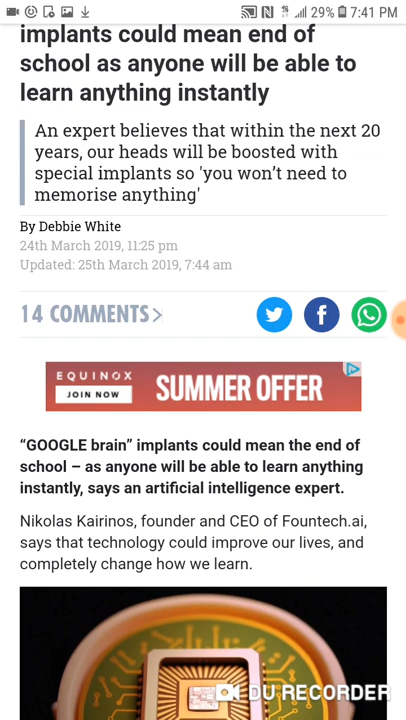 29% 7:41 PM
implants could mean end of
school as anyone will be able to
learn anything instantly
An expert believes that within the next 20
years, our heads will be boosted with
special implants so 'you won’t need to
memorise anything'
By Debbie White
24th March 2019, 11:25 pm
Updated: 25th March 2019, 7:44 am
14 COMMENTS
EQUINOX
JOIN NOW
SUMMER OFFER
“GOOGLE brain” implants could mean the end of
school – as anyone will be able to learn anything
instantly, says an artificial intelligence expert.
Nikolas Kairinos, founder and CEO of Fountech.ai,
says that technology could improve our lives, and
completely change how we learn.
DU RECORDER